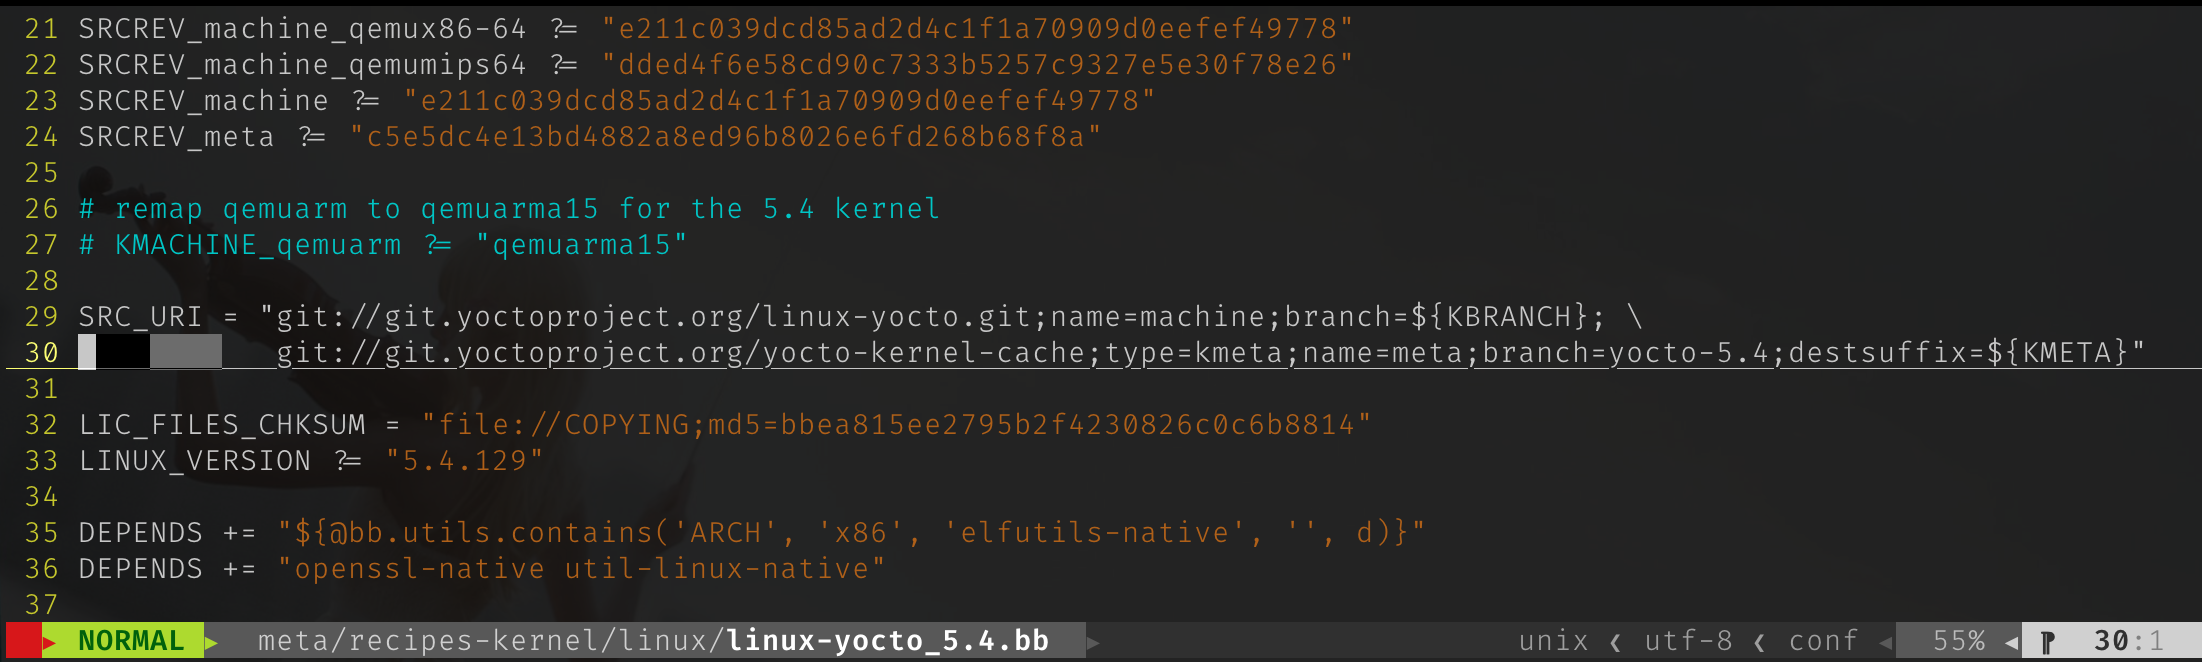 21 SRCREV_machine_qemux86-64 ?= "e211c039dcd85ad2d4c1f1a70909d0eefef49778"
22 SRCREV_machine_qemumips64 ?= "dded4f6e58cd90c7333b5257c9327e5e30f78e26"
23 SRCREV_machine ?= "e211c039dcd85ad2d4c1f1a70909d0eefef49778"
24 SRCREV_meta ?= "c5e5dc4e13bd4882a8ed96b8026e6fd268b68f8a"
25
26 # remap qemuarm to qemuarma15 for the 5.4 kernel
27 # KMACHINE_qemuarm ?= "qemuarma15"
28
29 SRC_URI = "git://git.yoctoproject.org/linux-yocto.git;name=machine;branch=${KBRANCH}; \
30            git://git.yoctoproject.org/yocto-kernel-cache;type=kmeta;name=meta;branch=yocto-5.4;destsuffix=${KMETA}"
31
32 LIC_FILES_CHKSUM = "file://COPYING;md5=bbea815ee2795b2f4230826c0c6b8814"
33 LINUX_VERSION ?= "5.4.129"
34
35 DEPENDS += "${@bb.utils.contains('ARCH', 'x86', 'elfutils-native', '', d)}"
36 DEPENDS += "openssl-native util-linux-native"
37
NORMAL meta/recipes-kernel/linux/linux-yocto_5.4.bb unix ❮ utf-8 ❮ conf 55% ¶ 30:1